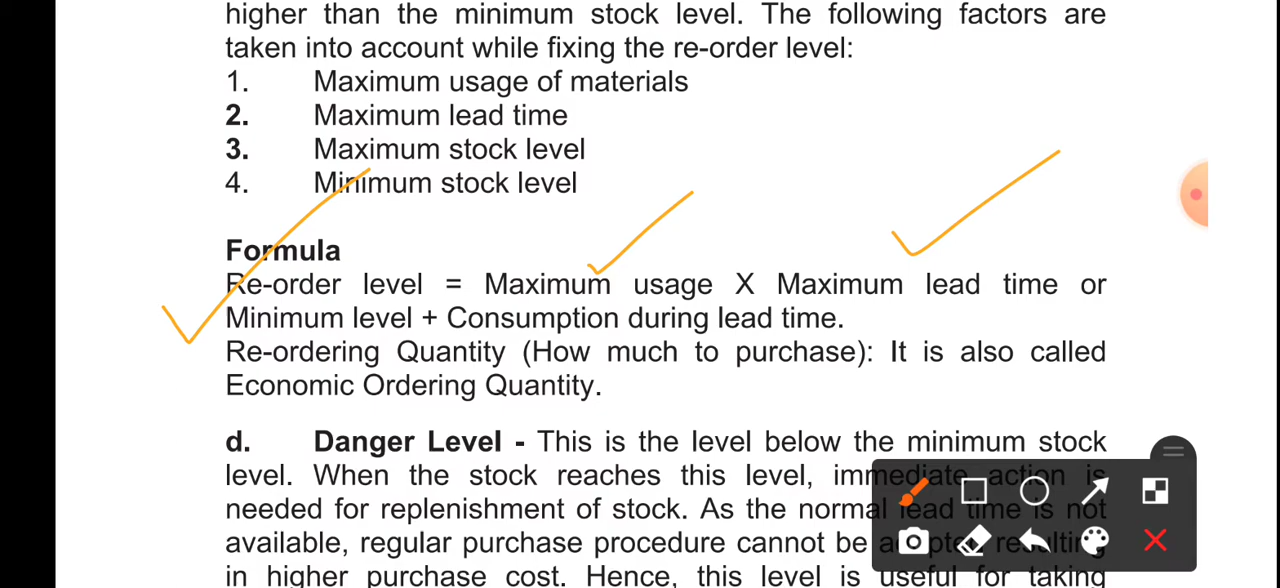 higher than the minimum stock level. The following factors are
taken into account while fixing the re-order level:
1. Maximum usage of materials
2. Maximum lead time
3. Maximum stock level
4. Minimum stock level
Formula
Re-order level = Maximum usage X Maximum lead time or
Minimum level + Consumption during lead time.
Re-ordering Quantity (How much to purchase): It is also called
Economic Ordering Quantity.
d. Danger Level - This is the level below the minimum stock
level. When the stock reaches this level, immediate action is
needed for replenishment of stock. As the normal lead time is not
available, regular purchase procedure cannot be adopted resulting
in higher purchase cost. Hence, this level is useful for taking